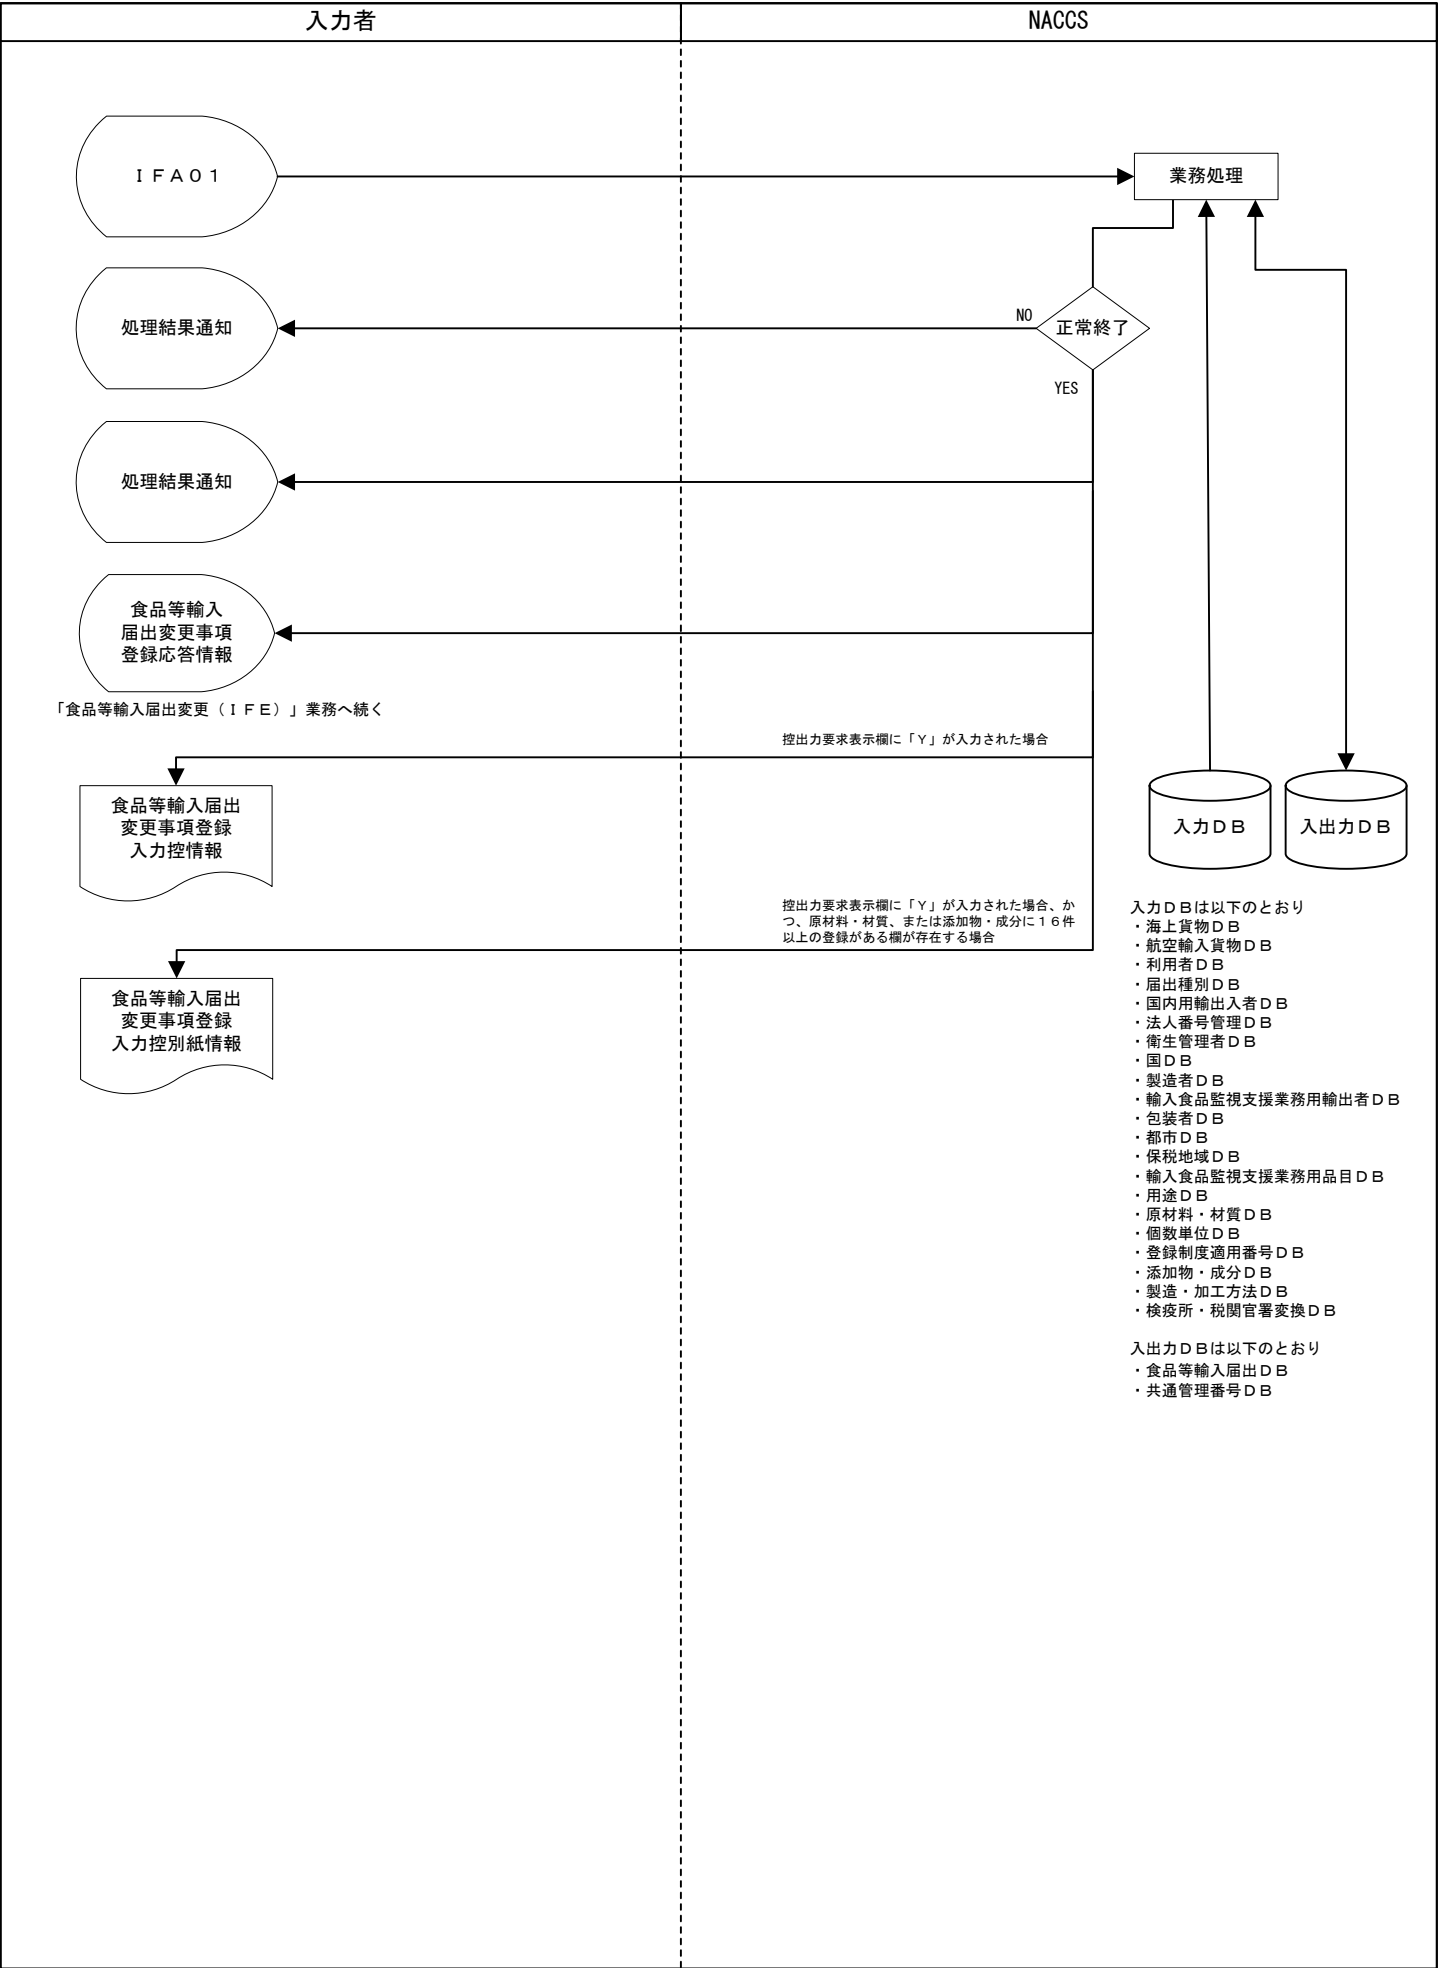 入力者
NACCS
ＩＦＡ０１
業務処理
処理結果通知
NO
正常終了
YES
処理結果通知
食品等輸入
届出変更事項
登録応答情報
「食品等輸入届出変更（ＩＦＥ）」業務へ続く
控出力要求表示欄に「Ｙ」が入力された場合
食品等輸入届出
変更事項登録
入力控情報
入力ＤＢ
入出力ＤＢ
控出力要求表示欄に「Ｙ」が入力された場合、か
つ、原材料・材質、または添加物・成分に１６件
以上の登録がある欄が存在する場合
食品等輸入届出
変更事項登録
入力控別紙情報
入力ＤＢは以下のとおり
・海上貨物ＤＢ
・航空輸入貨物ＤＢ
・利用者ＤＢ
・届出種別ＤＢ
・国内用輸出入者ＤＢ
・法人番号管理ＤＢ
・衛生管理者ＤＢ
・国ＤＢ
・製造者ＤＢ
・輸入食品監視支援業務用輸出者ＤＢ
・包装者ＤＢ
・都市ＤＢ
・保税地域ＤＢ
・輸入食品監視支援業務用品目ＤＢ
・用途ＤＢ
・原材料・材質ＤＢ
・個数単位ＤＢ
・登録制度適用番号ＤＢ
・添加物・成分ＤＢ
・製造・加工方法ＤＢ
・検疫所・税関官署変換ＤＢ
入出力ＤＢは以下のとおり
・食品等輸入届出ＤＢ
・共通管理番号ＤＢ